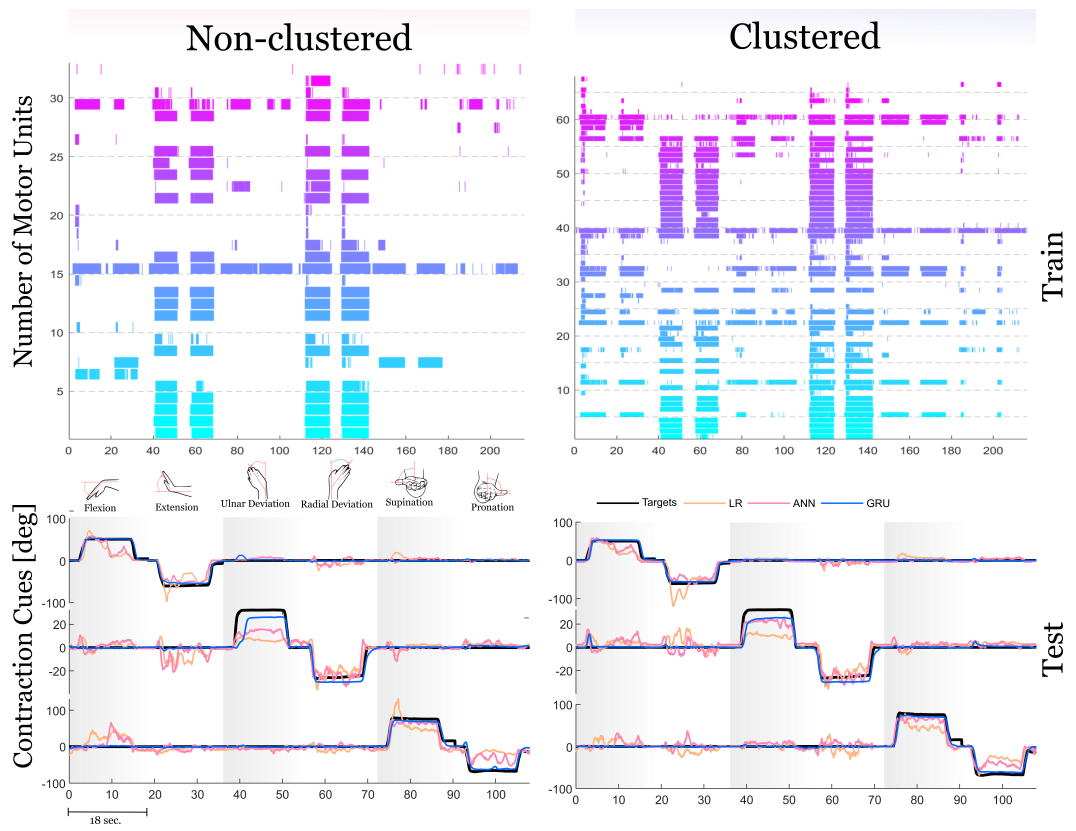 Non-clustered
Clustered
Number of Motor Units
30
25
20
15
10
5
0 20 40 60 80 100 120 140 160 180 200
60
50
40
30
20
10
0 20 40 60 80 100 120 140 160 180 200
Train
Flexion
Extension
Ulnar Deviation
Radial Deviation
Supination
Pronation
Targets
LR
ANN
GRU
Contraction Cues [deg]
100
0
-100
20
0
-20
100
0
-100
0 10 20 30 40 50 60 70 80 90 100
18 sec.
100
0
-100
20
0
-20
100
0
-100
0 10 20 30 40 50 60 70 80 90 100
Test